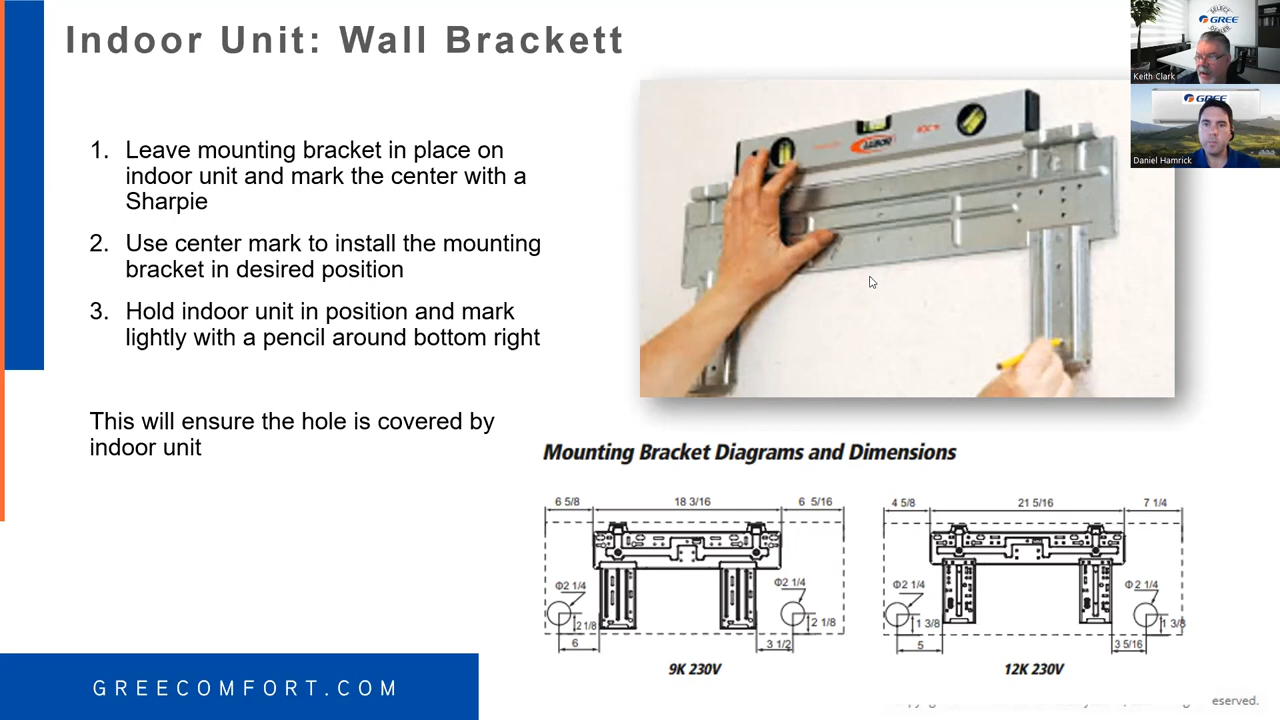 Indoor Unit: Wall Brackett
SELECT
GREE
DEALER
Keith Clark
GREE
Daniel Hamrick
1. Leave mounting bracket in place on
indoor unit and mark the center with a
Sharpie
2. Use center mark to install the mounting
bracket in desired position
3. Hold indoor unit in position and mark
lightly with a pencil around bottom right
This will ensure the hole is covered by
indoor unit
Mounting Bracket Diagrams and Dimensions
6 5/8 18 3/16 6 5/16
Φ2 1/4 Φ2 1/4
2 1/8 2 1/8
6 3 1/2
9K 230V
4 5/8 21 5/16 7 1/4
Φ2 1/4 Φ 2 1/4
1 3/8 1 3/8
5 3 5/16
12K 230V
GREECOMFORT.COM
eserved.